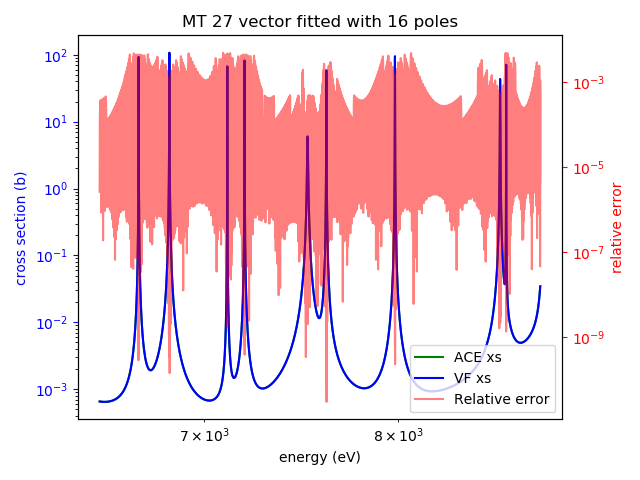 MT 27 vector fitted with 16 poles
10²
10¹
10⁰
10⁻¹
10⁻²
10⁻³
cross section (b)
10⁻³
10⁻⁵
10⁻⁷
10⁻⁹
relative error
ACE xs
VF xs
Relative error
7 × 10³
8 × 10³
energy (eV)